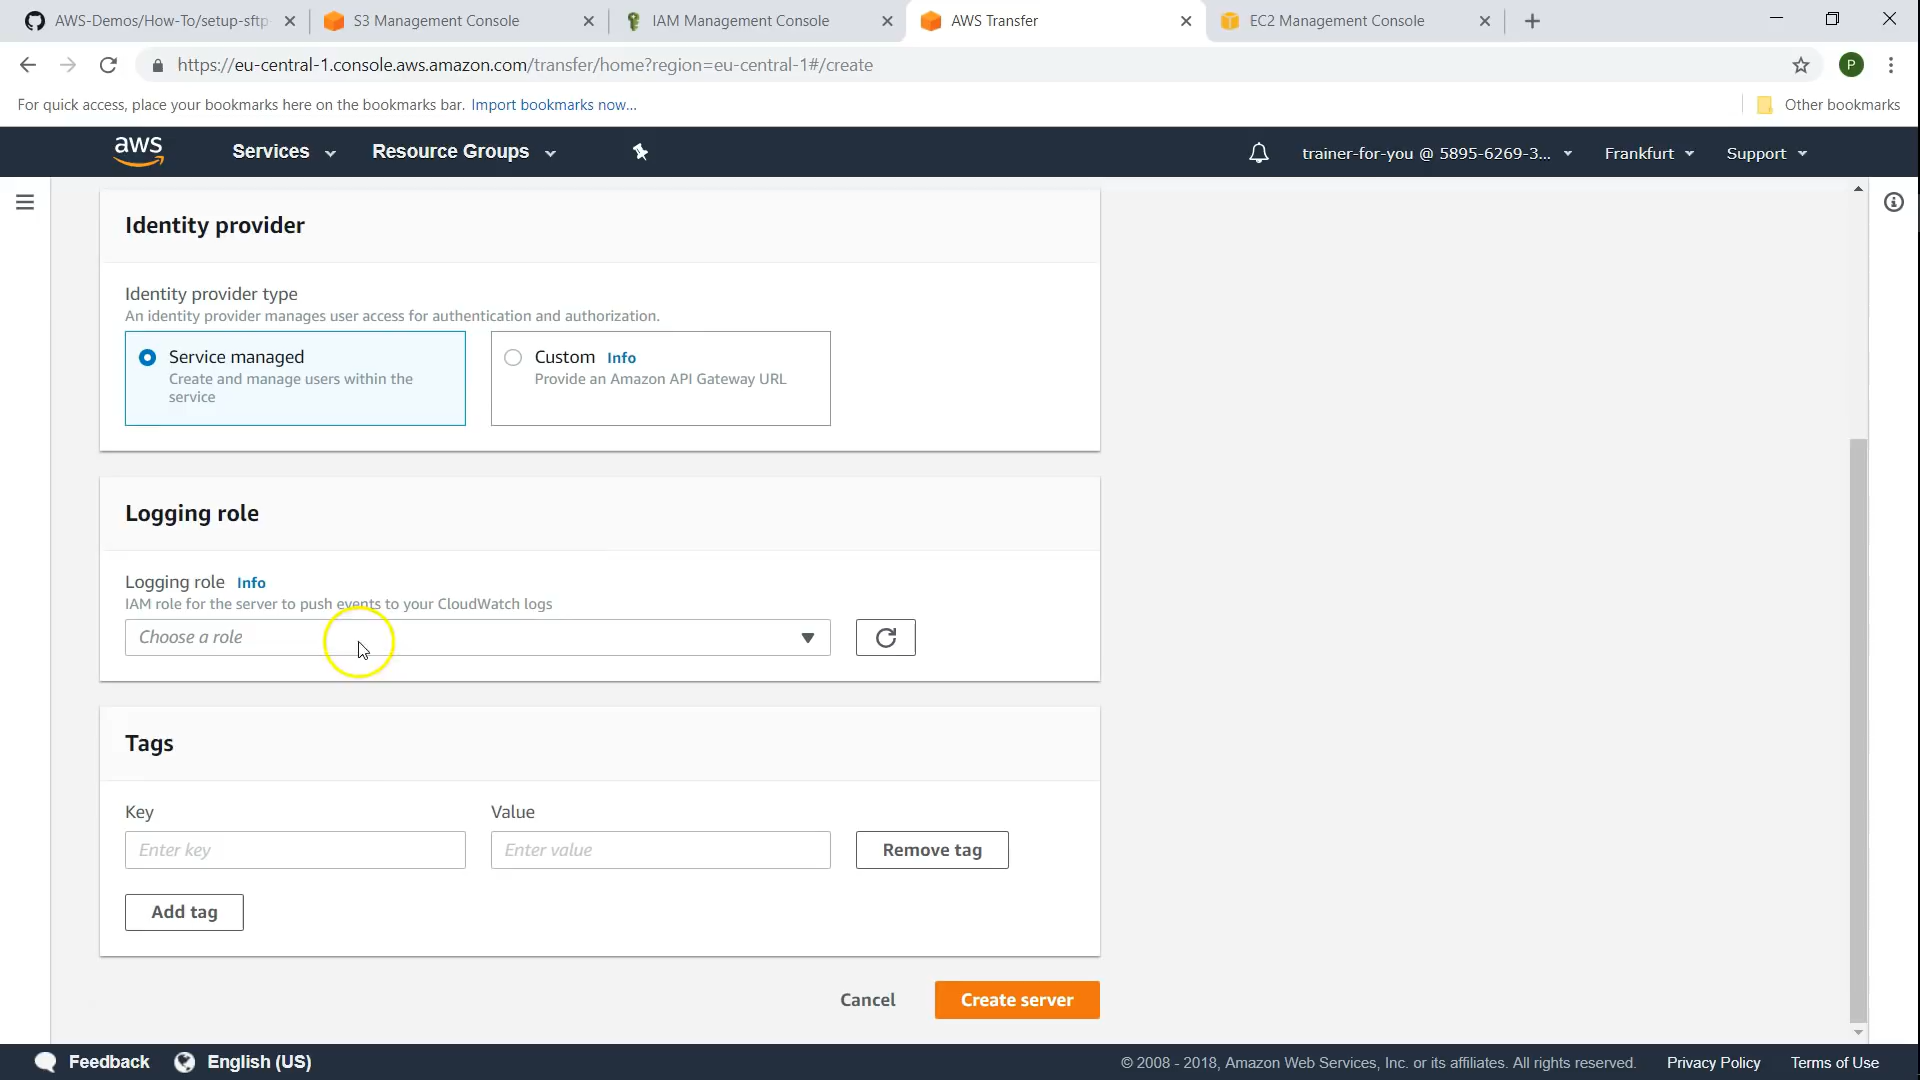 AWS-Demos/How-To/setup-sftp
S3 Management Console
IAM Management Console
AWS Transfer
EC2 Management Console
https://eu-central-1.console.aws.amazon.com/transfer/home?region=eu-central-1#/create
P
For quick access, place your bookmarks here on the bookmarks bar. Import bookmarks now...
Other bookmarks
aws
Services
Resource Groups
trainer-for-you @ 5895-6269-3...
Frankfurt
Support
Identity provider
Identity provider type
An identity provider manages user access for authentication and authorization.
Service managed
Create and manage users within the
service
Custom Info
Provide an Amazon API Gateway URL
Logging role
Logging role Info
IAM role for the server to push events to your CloudWatch logs
Choose a role
Tags
Key
Value
Enter key
Enter value
Remove tag
Add tag
Cancel
Create server
Feedback
English (US)
© 2008 - 2018, Amazon Web Services, Inc. or its affiliates. All rights reserved.
Privacy Policy
Terms of Use